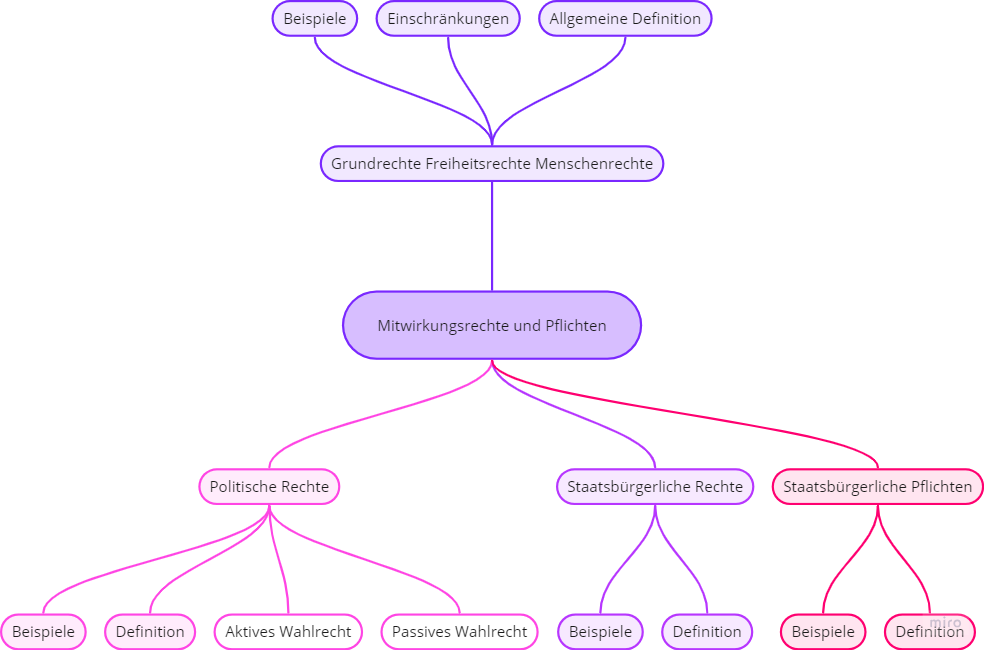 Beispiele
Einschränkungen
Allgemeine Definition
Grundrechte Freiheitsrechte Menschenrechte
Mitwirkungsrechte und Pflichten
Politische Rechte
Staatsbürgerliche Rechte
Staatsbürgerliche Pflichten
Beispiele
Definition
Aktives Wahlrecht
Passives Wahlrecht
Beispiele
Definition
Beispiele
Definition
miro